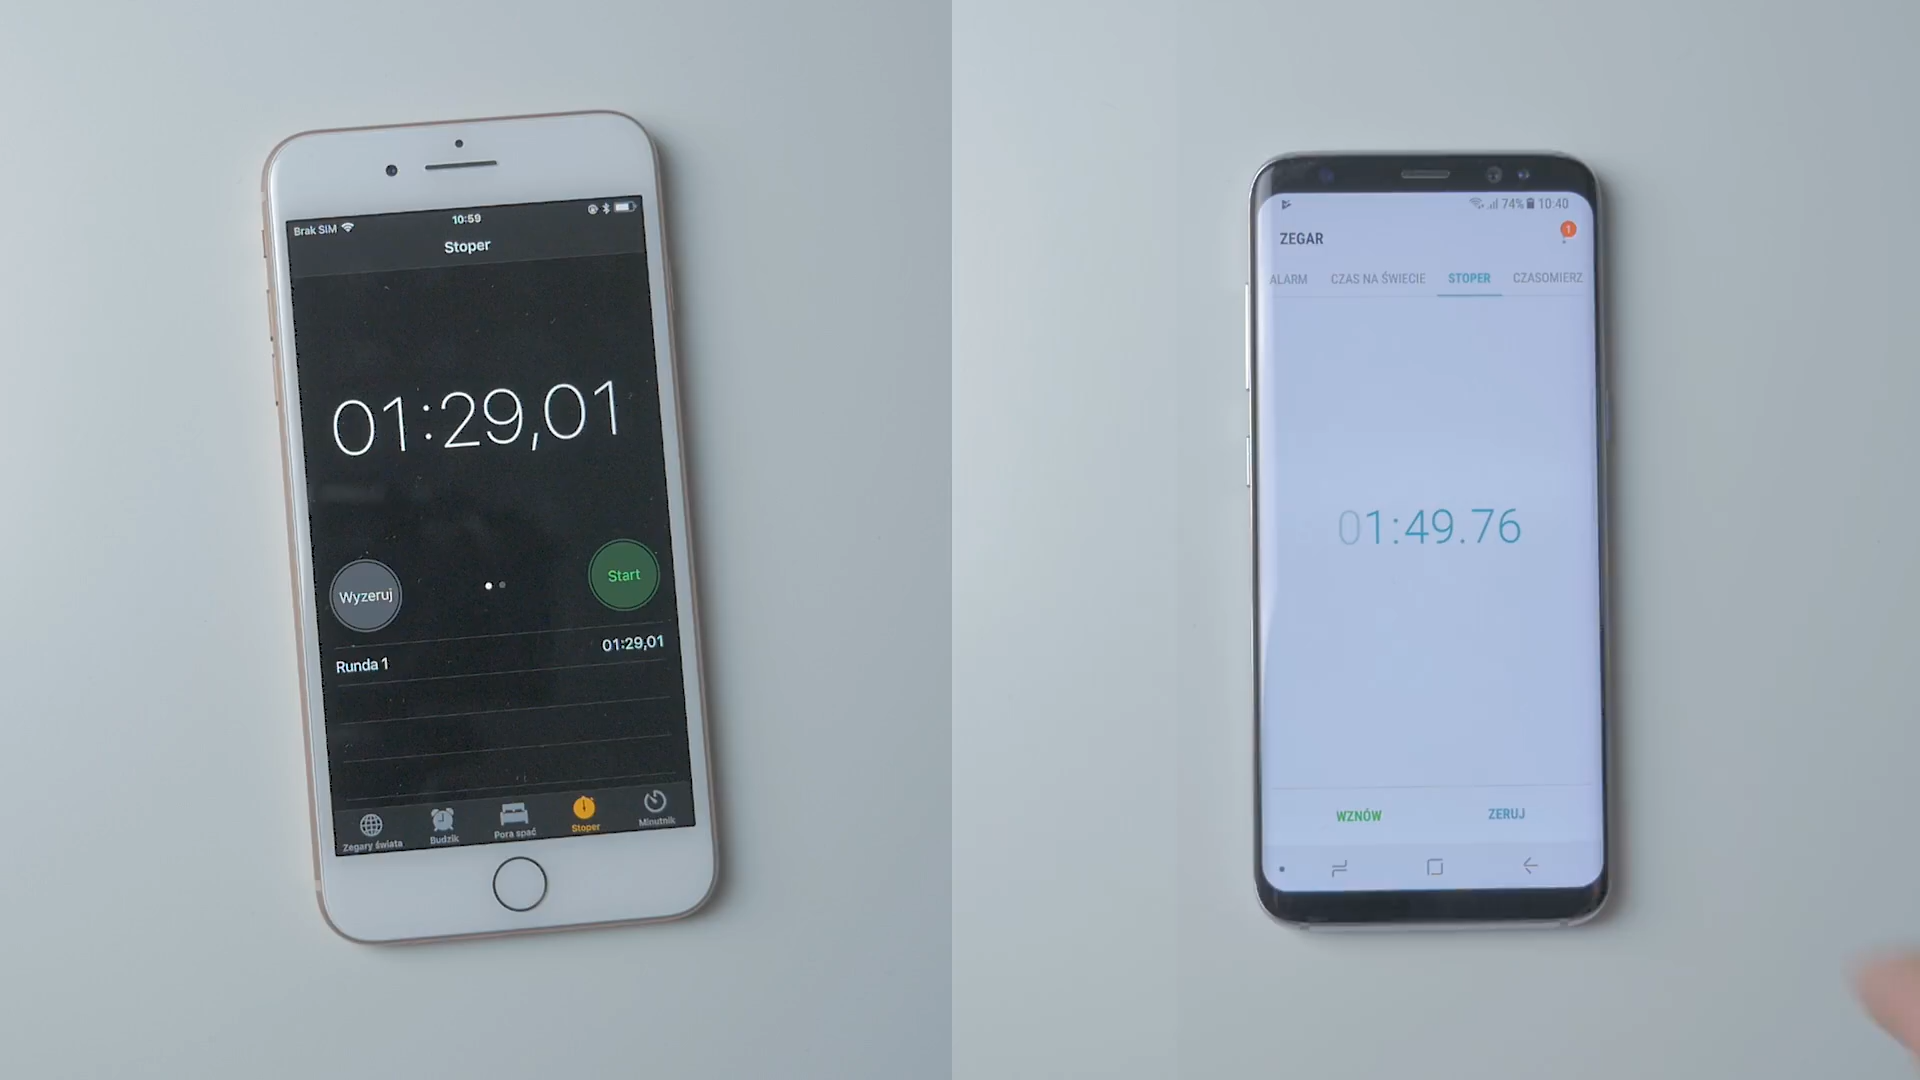 Brak SIM
10:59
Stoper
01:29,01
Wyzeruj
Start
Runda 1
01:29,01
Zegary świata
Budzik
Pora spać
Stoper
Minutnik
74% 10:40
ZEGAR
1
ALARM
CZAS NA ŚWIECIE
STOPER
CZASOMIERZ
01:49.76
WZNÓW
ZERUJ